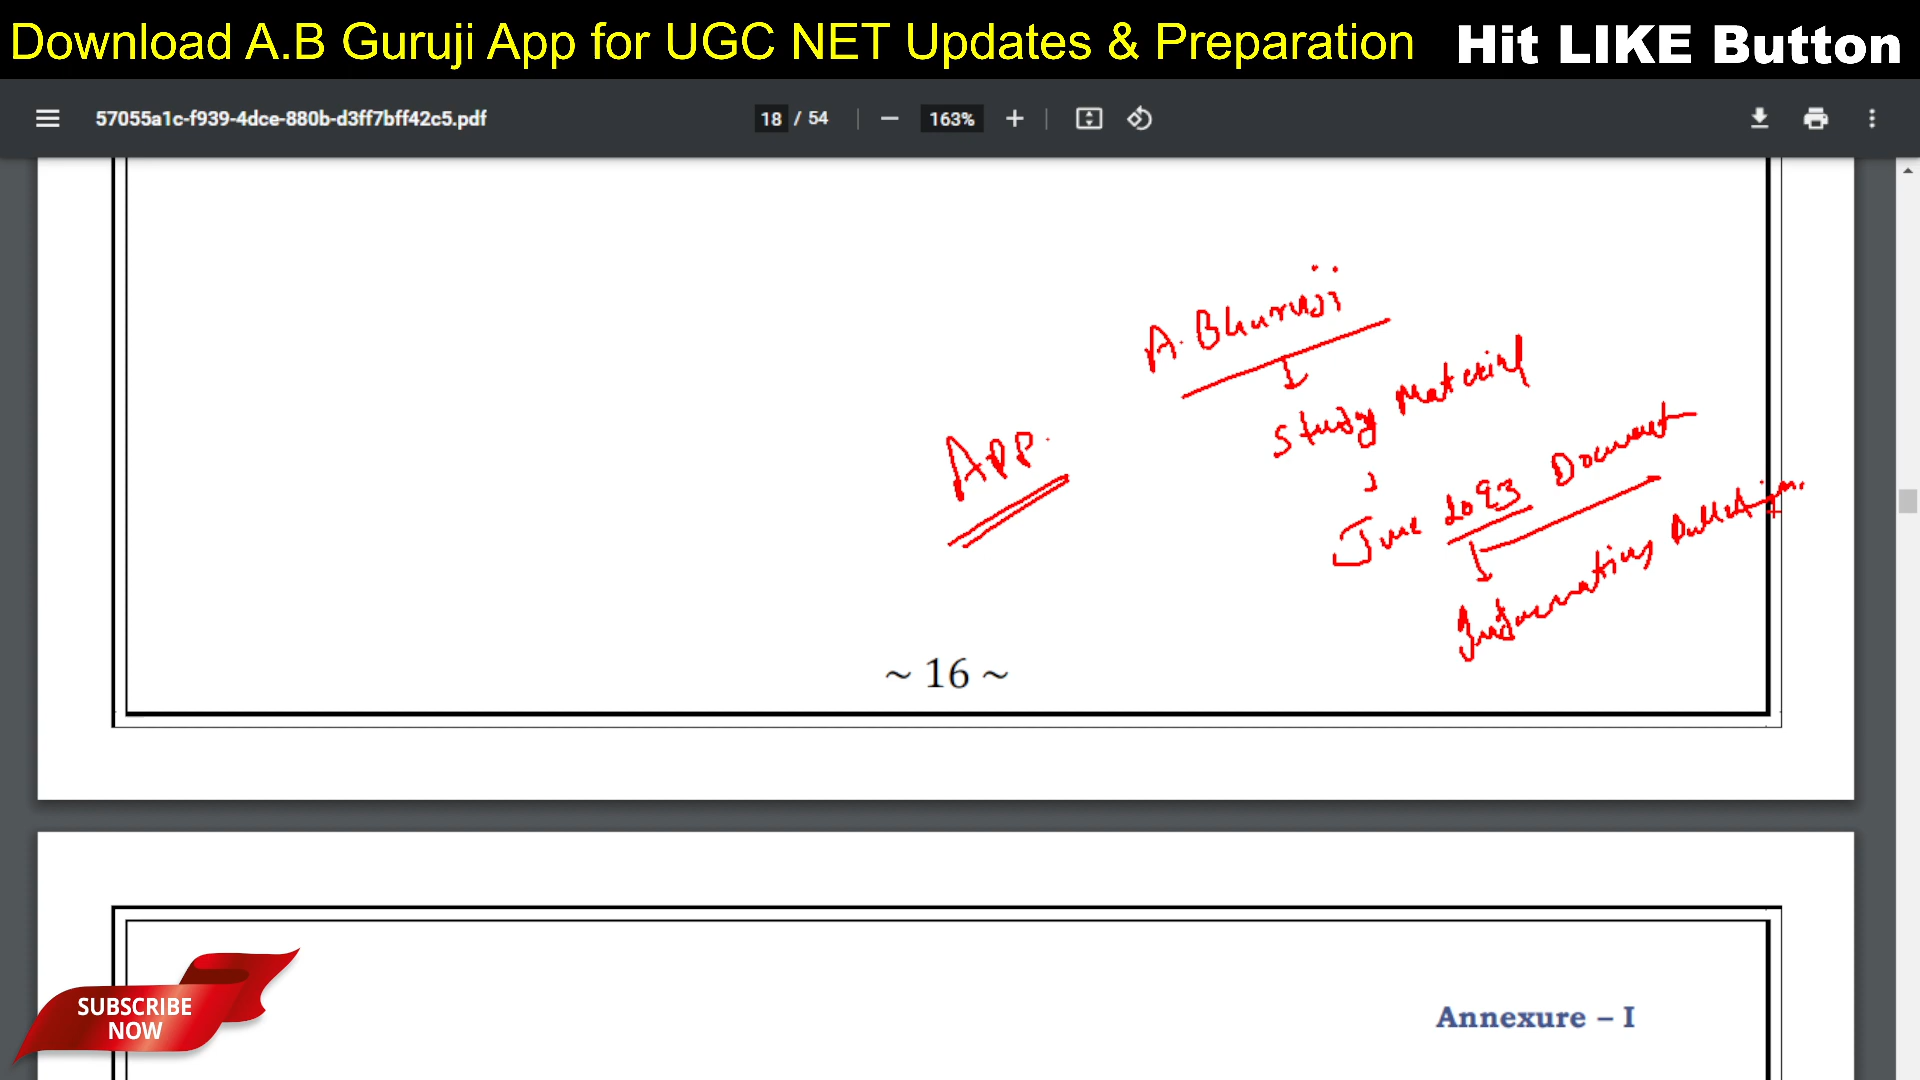 Download A.B Guruji App for UGC NET Updates & Preparation Hit LIKE Button
57055a1c-f939-4dce-880b-d3ff7bff42c5.pdf
18 / 54
163%
A.Bhuruji
Study Material
App.
June 2023 Document
Information Bulletin.
~ 16 ~
SUBSCRIBE
NOW
Annexure – I